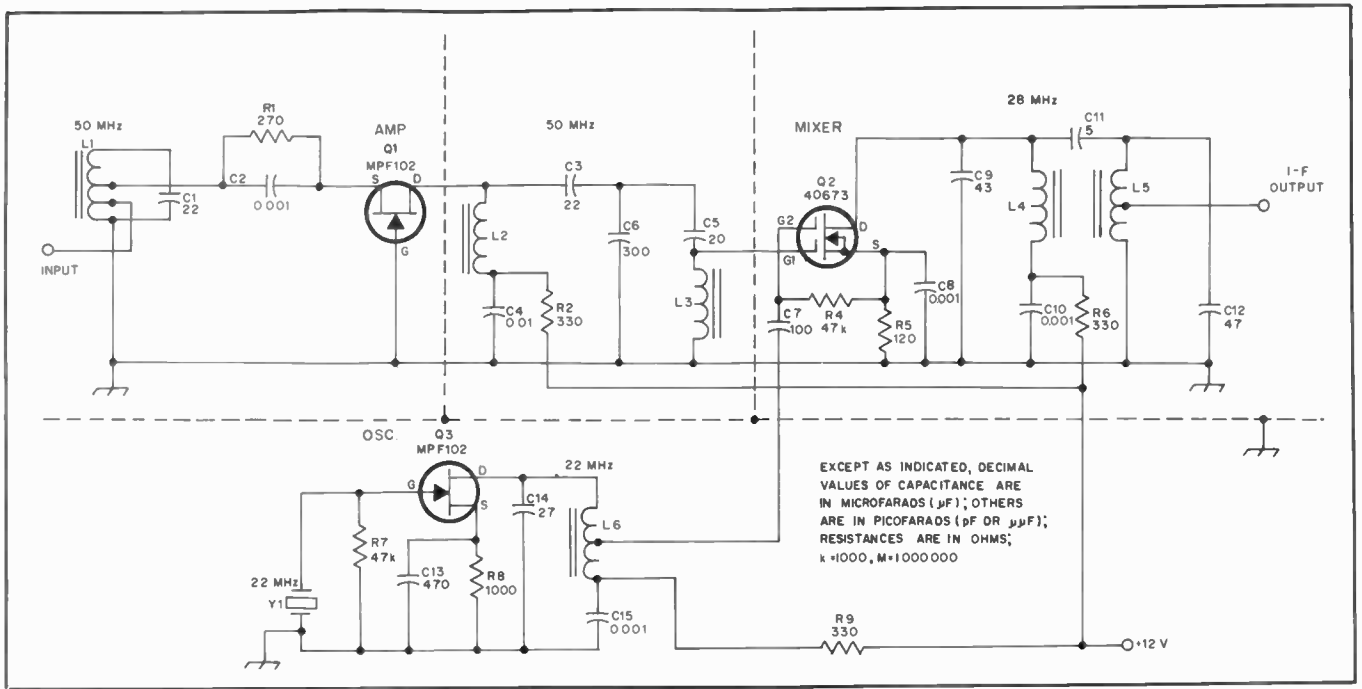 50 MHz
L1
C1
22
INPUT
R1
270
C2
0.001
AMP
Q1
MPF102
S
D
G
50 MHz
C3
22
L2
C4
0.01
R2
330
C6
300
C5
20
L3
MIXER
Q2
40673
G2
G1
D
S
C7
100
R4
47k
R5
120
C8
0.001
28 MHz
C9
43
L4
C10
0.001
C11
5
L5
R6
330
C12
47
I-F
OUTPUT
OSC.
Q3
MPF102
G
D
S
22 MHz
Y1
R7
47k
C13
470
R8
1000
C14
27
22 MHz
L6
C15
0.001
R9
330
+12 V
EXCEPT AS INDICATED, DECIMAL
VALUES OF CAPACITANCE ARE
IN MICROFARADS (µF); OTHERS
ARE IN PICOFARADS (pF OR µµF);
RESISTANCES ARE IN OHMS;
k=1000, M=1000000